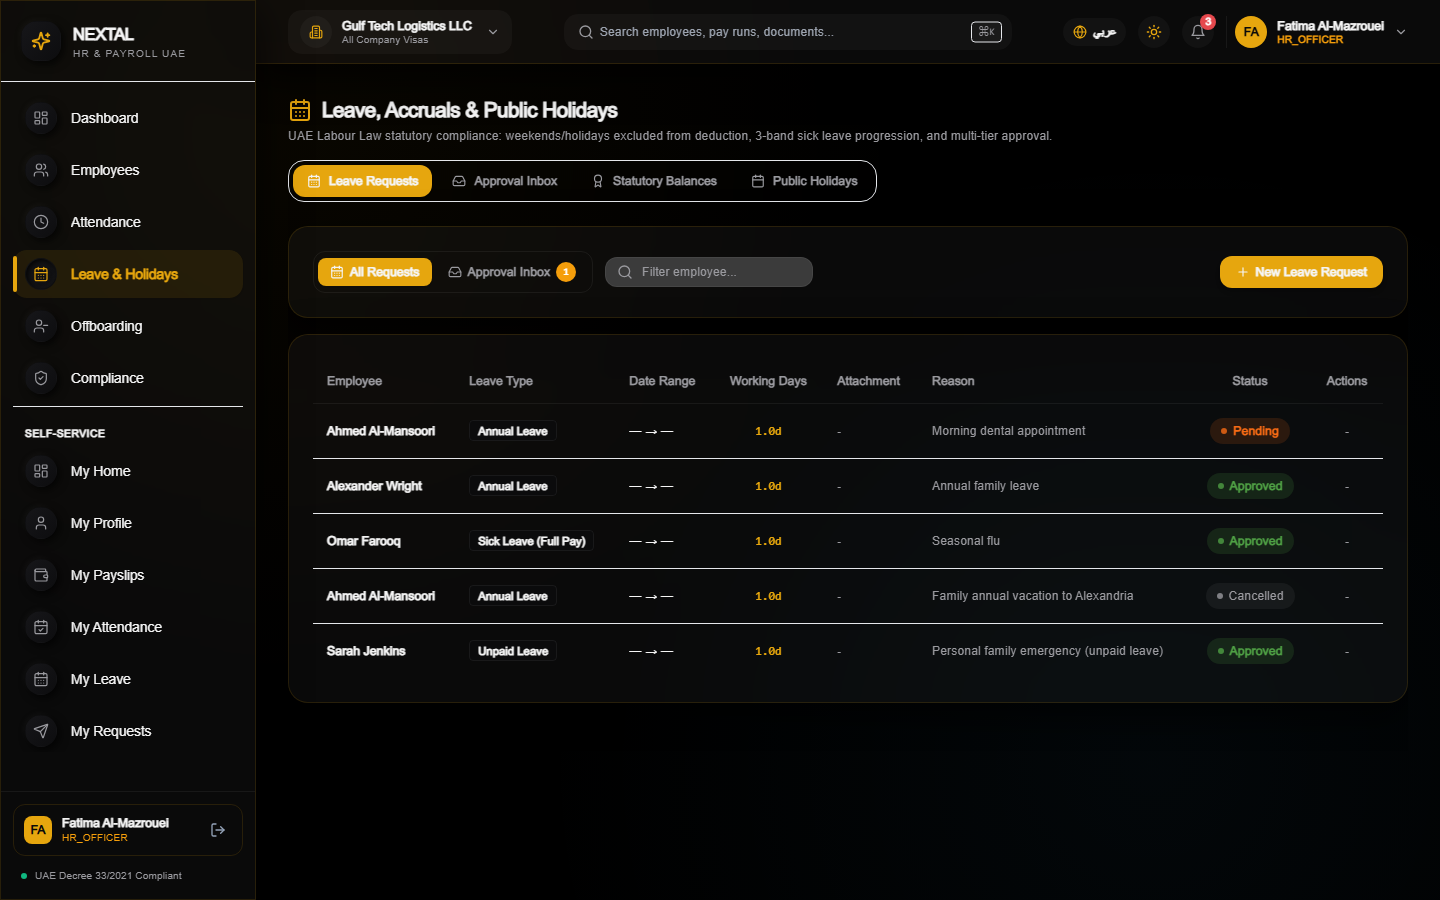 NEXTAL
HR & PAYROLL UAE
Gulf Tech Logistics LLC
All Company Visas
Search employees, pay runs, documents...
⌘K
عربي
3
FA
Fatima Al-Mazrouei
HR_OFFICER
Dashboard
Employees
Attendance
Leave & Holidays
Offboarding
Compliance
SELF-SERVICE
My Home
My Profile
My Payslips
My Attendance
My Leave
My Requests
FA
Fatima Al-Mazrouei
HR_OFFICER
UAE Decree 33/2021 Compliant
Leave, Accruals & Public Holidays
UAE Labour Law statutory compliance: weekends/holidays excluded from deduction, 3-band sick leave progression, and multi-tier approval.
Leave Requests Approval Inbox Statutory Balances Public Holidays
All Requests Approval Inbox 1 Filter employee... + New Leave Request
Employee Leave Type Date Range Working Days Attachment Reason Status Actions
Ahmed Al-Mansoori Annual Leave — → — 1.0d - Morning dental appointment Pending -
Alexander Wright Annual Leave — → — 1.0d - Annual family leave Approved -
Omar Farooq Sick Leave (Full Pay) — → — 1.0d - Seasonal flu Approved -
Ahmed Al-Mansoori Annual Leave — → — 1.0d - Family annual vacation to Alexandria Cancelled -
Sarah Jenkins Unpaid Leave — → — 1.0d - Personal family emergency (unpaid leave) Approved -